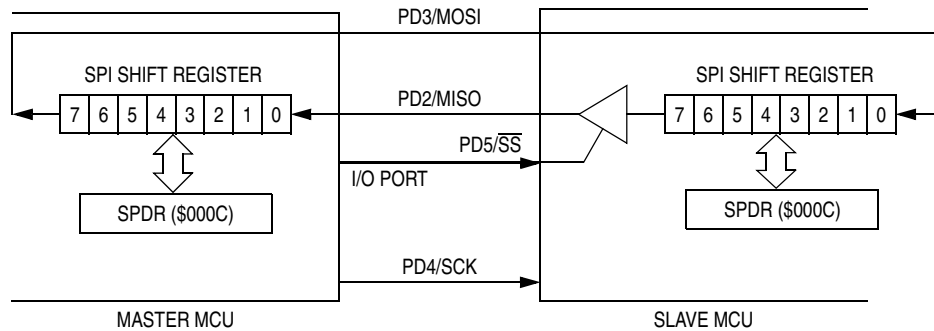 PD3/MOSI
SPI SHIFT REGISTER
7 6 5 4 3 2 1 0
SPDR ($000C)
PD2/MISO
PD5/S̅S̅
I/O PORT
PD4/SCK
SPI SHIFT REGISTER
7 6 5 4 3 2 1 0
SPDR ($000C)
MASTER MCU
SLAVE MCU